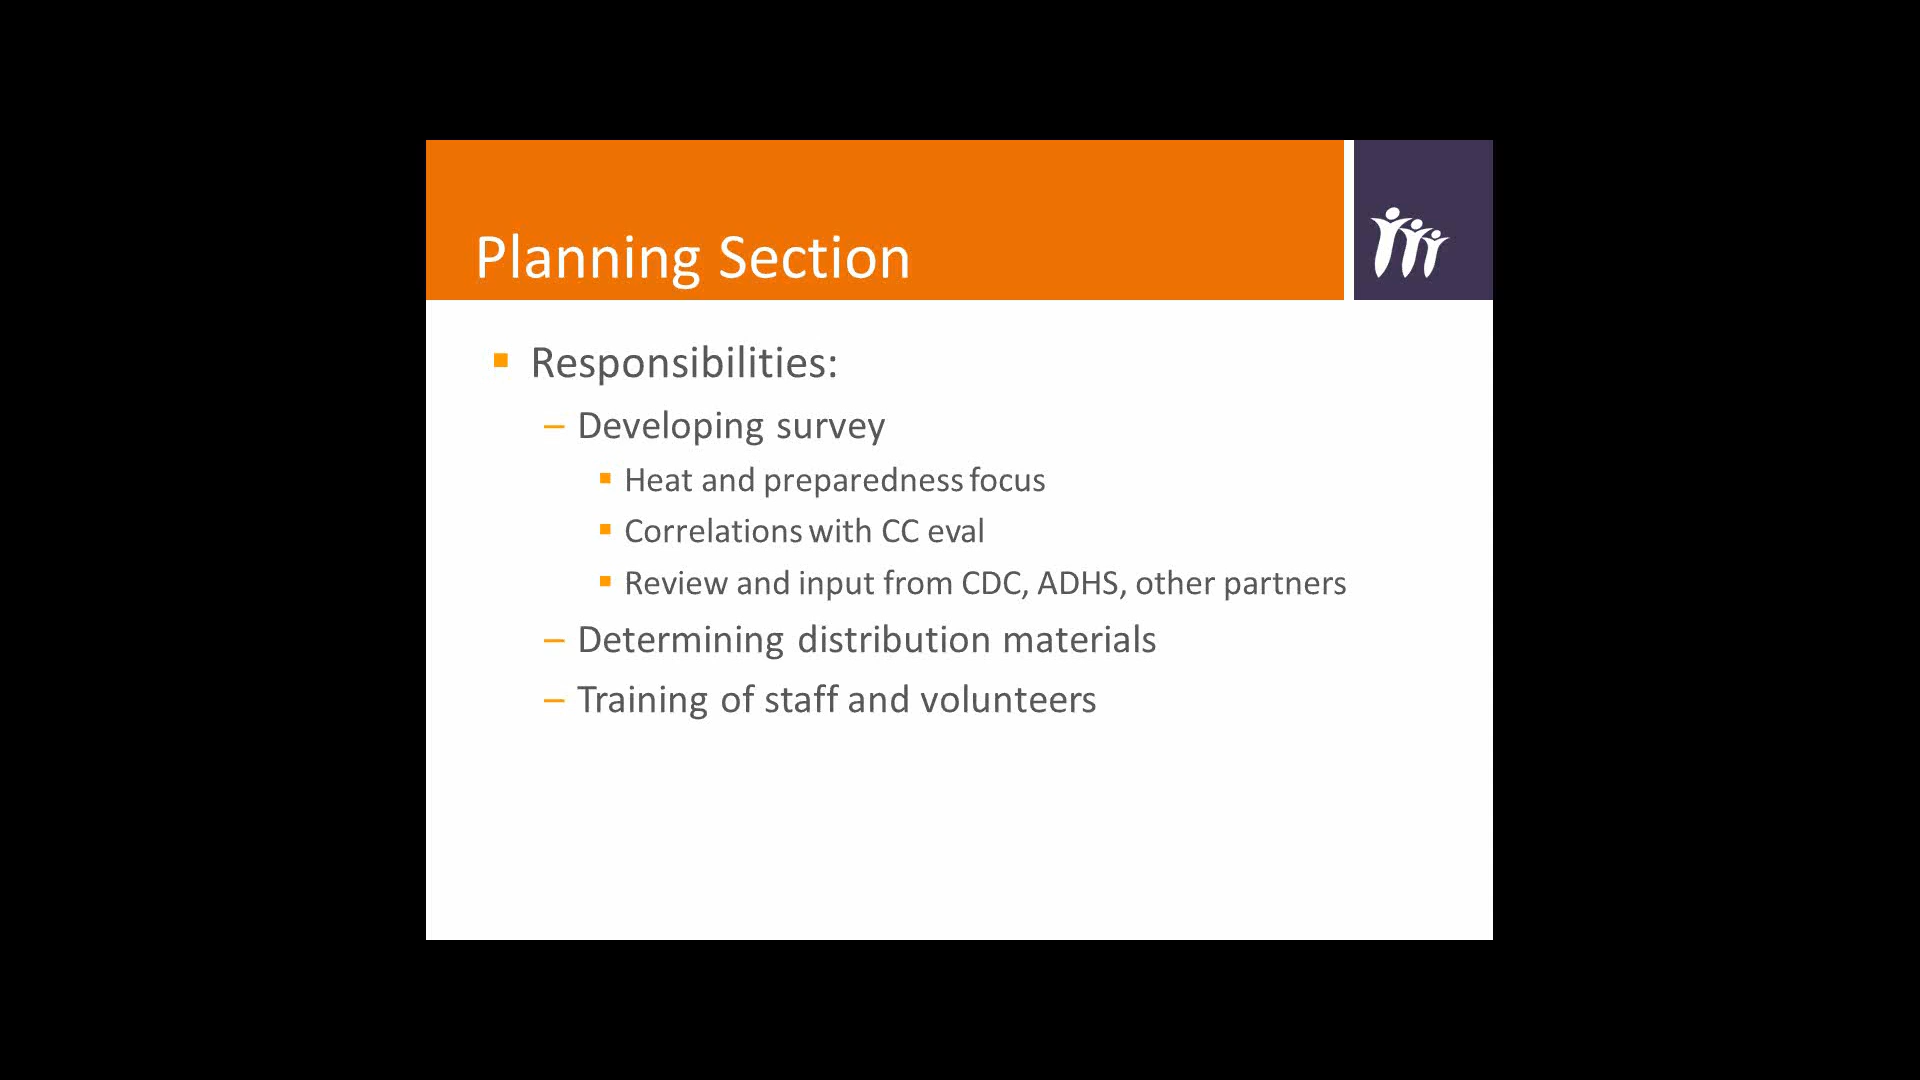 Planning Section
Responsibilities:
– Developing survey
Heat and preparedness focus
Correlations with CC eval
Review and input from CDC, ADHS, other partners
– Determining distribution materials
– Training of staff and volunteers